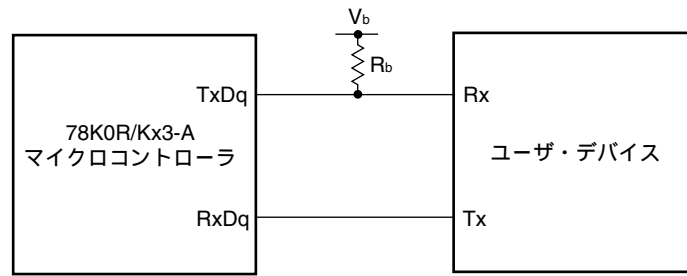 Vb
Rb
TxDq
Rx
78K0R/Kx3-A
マイクロコントローラ
ユーザ・デバイス
RxDq
Tx